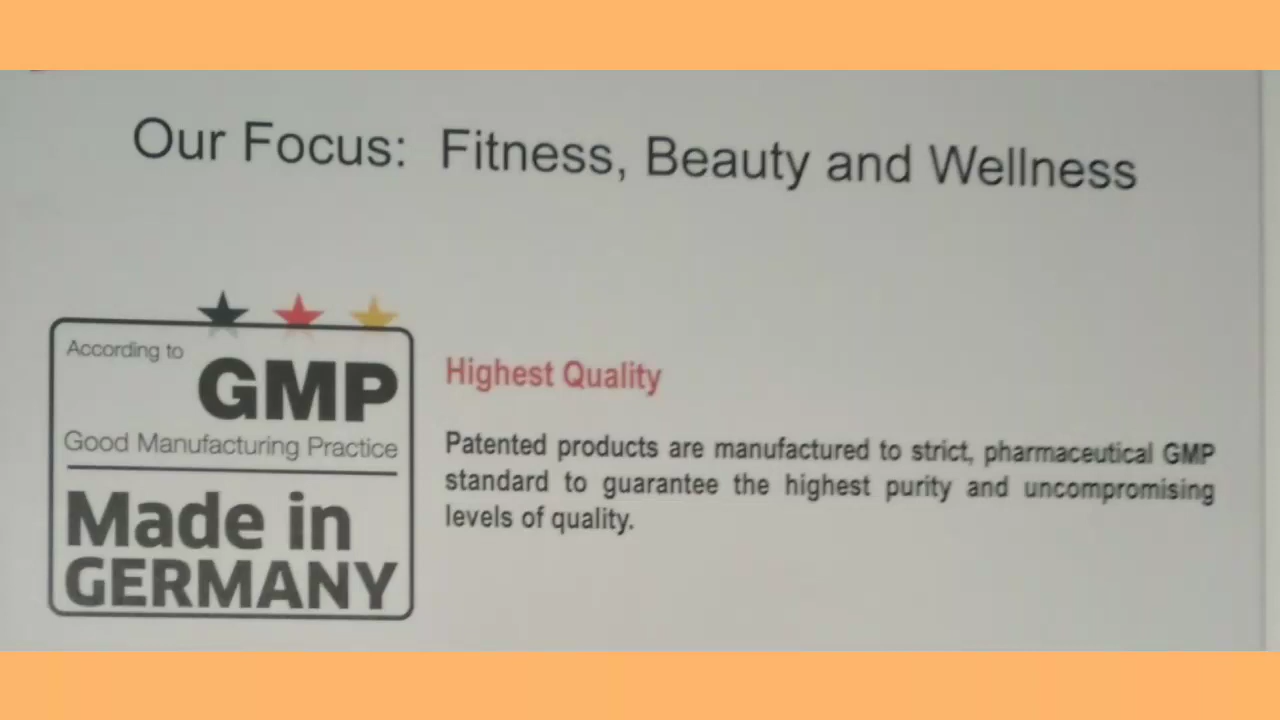 Our Focus: Fitness, Beauty and Wellness
According to
GMP
Good Manufacturing Practice
Made in
GERMANY
Highest Quality
Patented products are manufactured to strict, pharmaceutical GMP
standard to guarantee the highest purity and uncompromising
levels of quality.